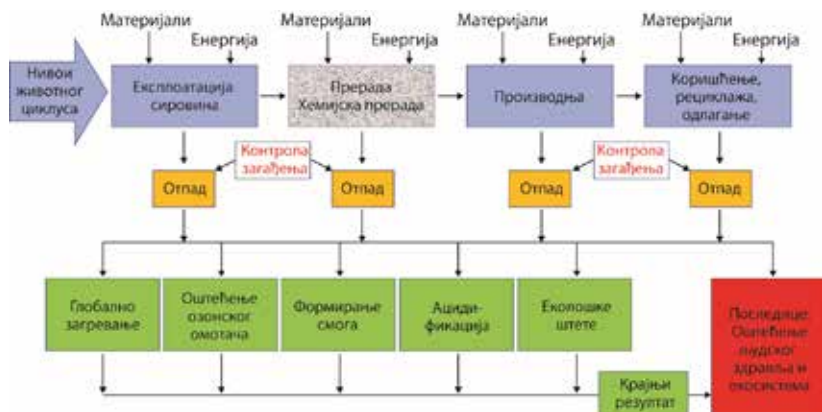 Материјали
Енергија
Материјали
Енергија
Материјали
Енергија
Материјали
Енергија
Нивои
животног
циклуса
Експлоатација
сировина
Прерада
Хемијска прерада
Производња
Коришћење,
рециклажа,
одлагање
Контрола
загађења
Контрола
загађења
Отпад
Отпад
Отпад
Отпад
Глобално
загревање
Оштећење
озонског
омотача
Формирање
смога
Ациди-
фикација
Еколошке
штете
Последице:
Оштећење
људског
здравља и
екосистема
Крајњи
резултат